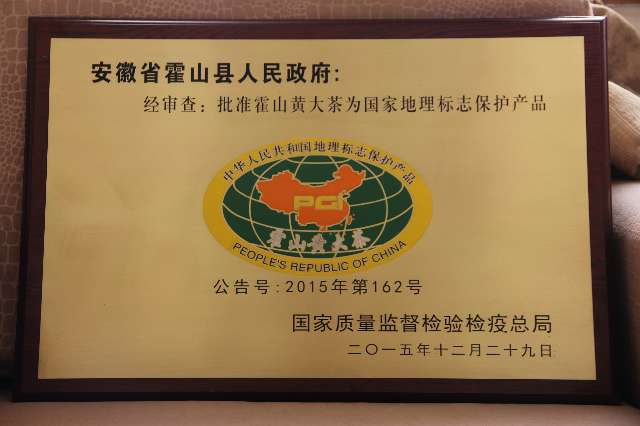 安徽省霍山县人民政府:
经审查:批准霍山黄大茶为国家地理标志保护产品
中华人民共和国地理标志保护产品
PGI
霍山黄大茶
PEOPLE'S REPUBLIC OF CHINA
公告号:2015年第162号
国家质量监督检验检疫总局
二〇一五年十二月二十九日